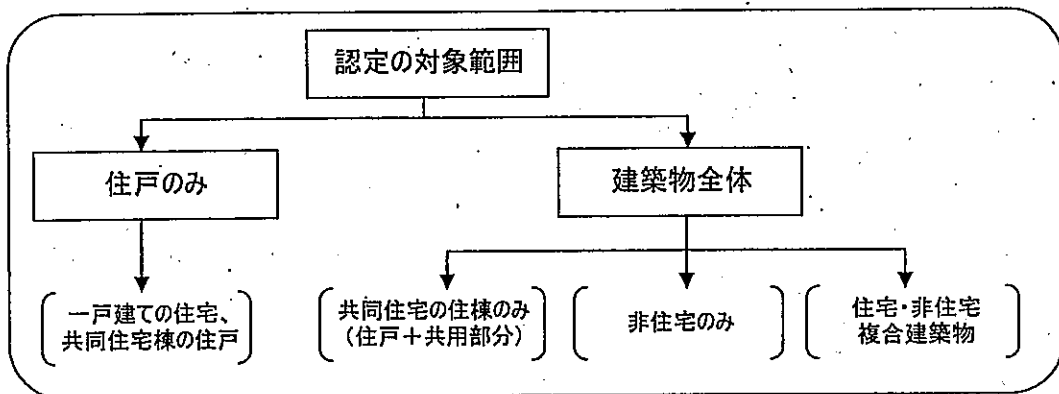 認定の対象範囲
住戸のみ
建築物全体
一戸建ての住宅、
共同住宅棟の住戸
共同住宅の住棟のみ
（住戸＋共用部分）
非住宅のみ
住宅・非住宅
複合建築物